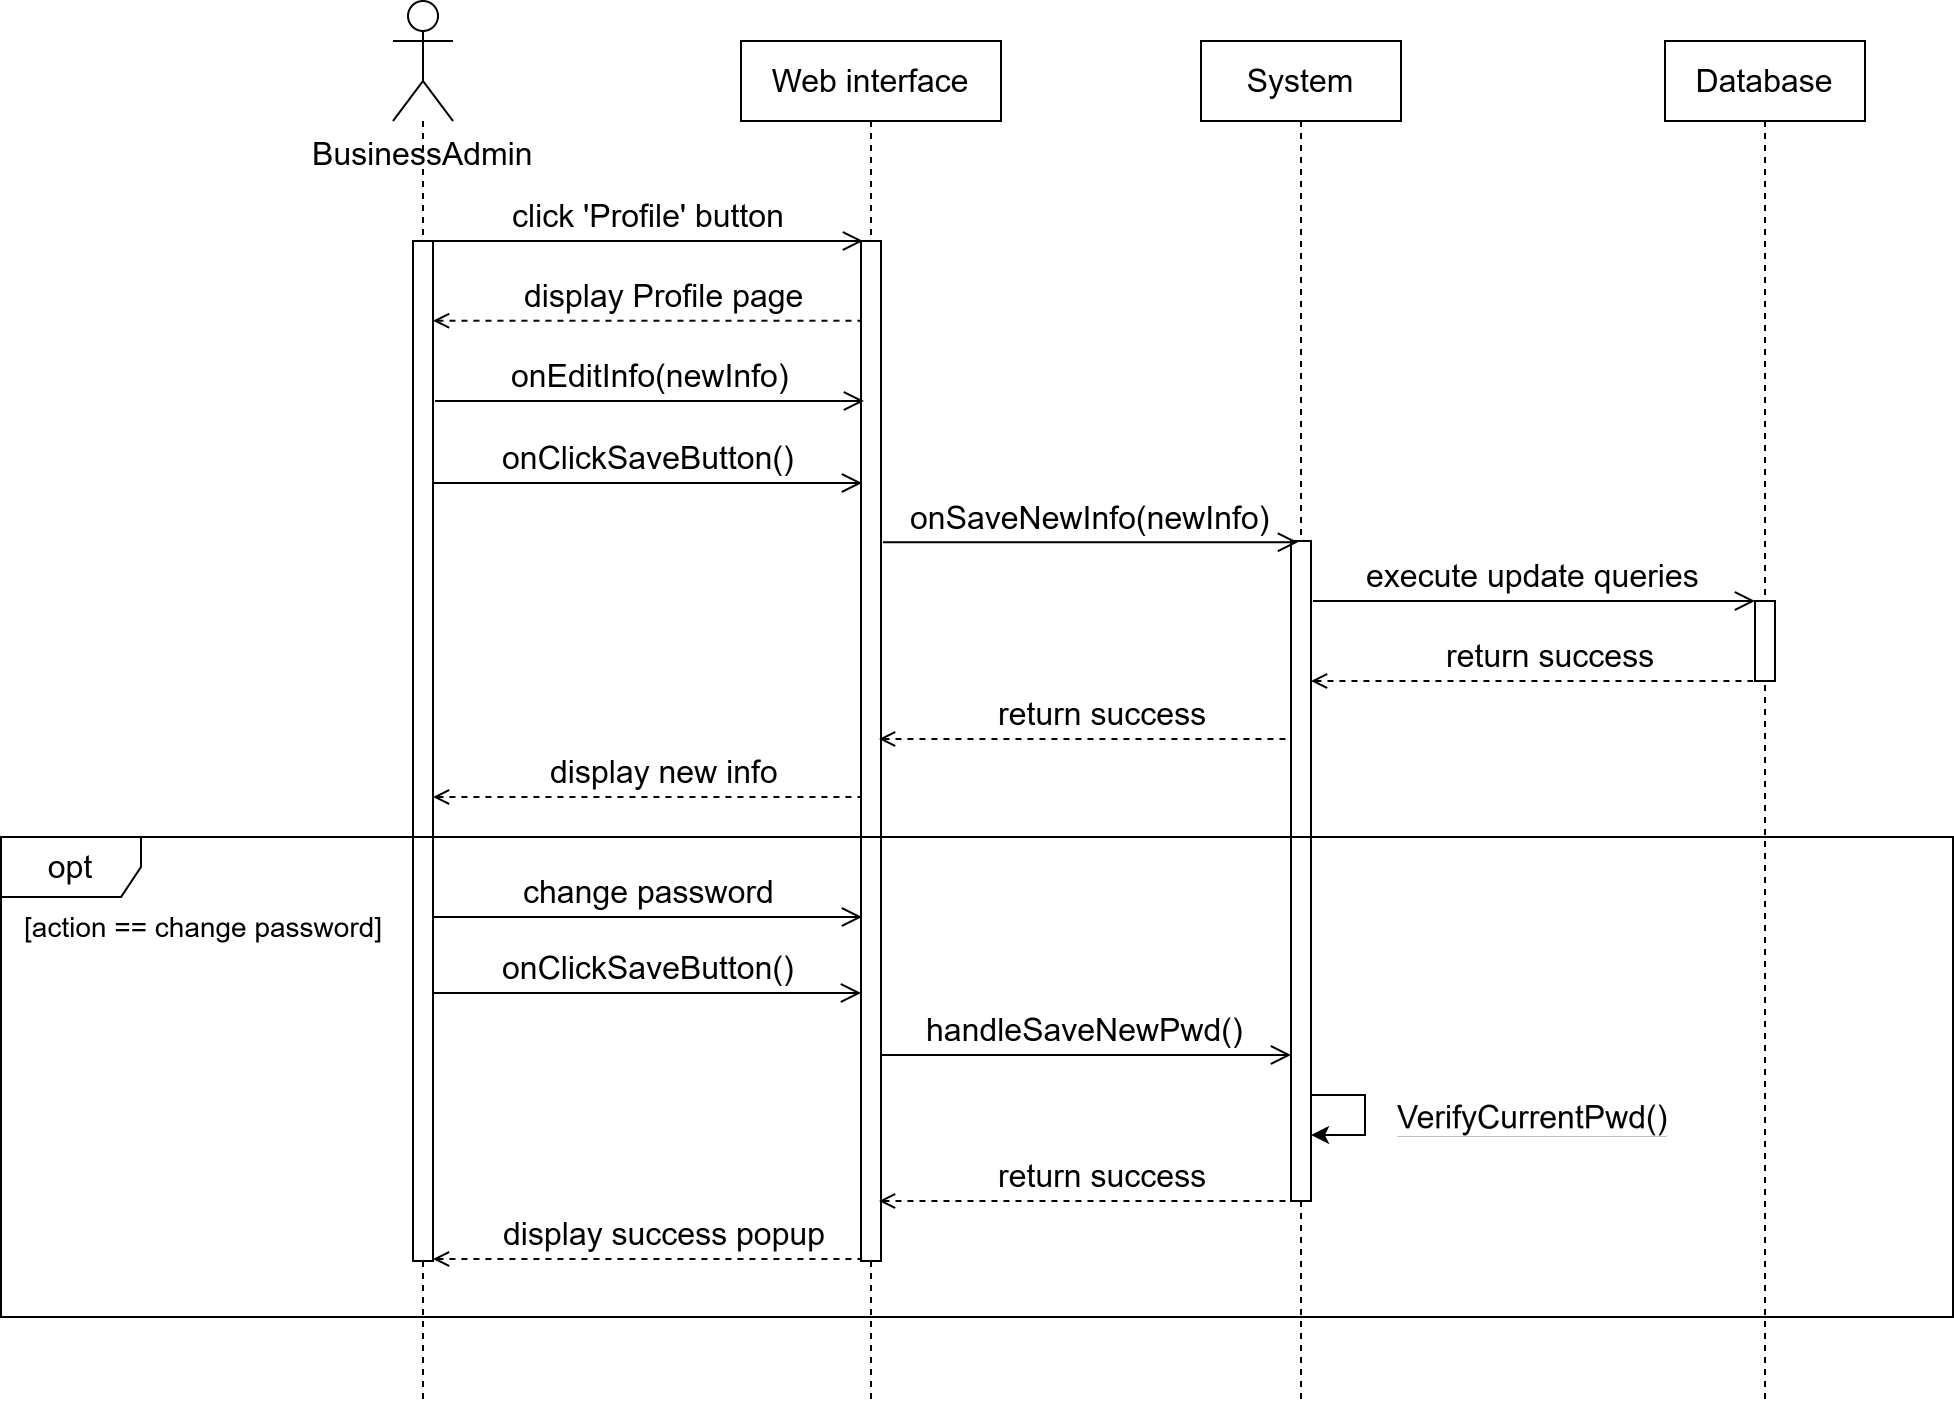 Web interface
System
Database
BusinessAdmin
click 'Profile' button
display Profile page
onEditInfo(newInfo)
onClickSaveButton()
onSaveNewInfo(newInfo)
execute update queries
return success
return success
display new info
opt
change password
[action == change password]
onClickSaveButton()
handleSaveNewPwd()
VerifyCurrentPwd()
return success
display success popup